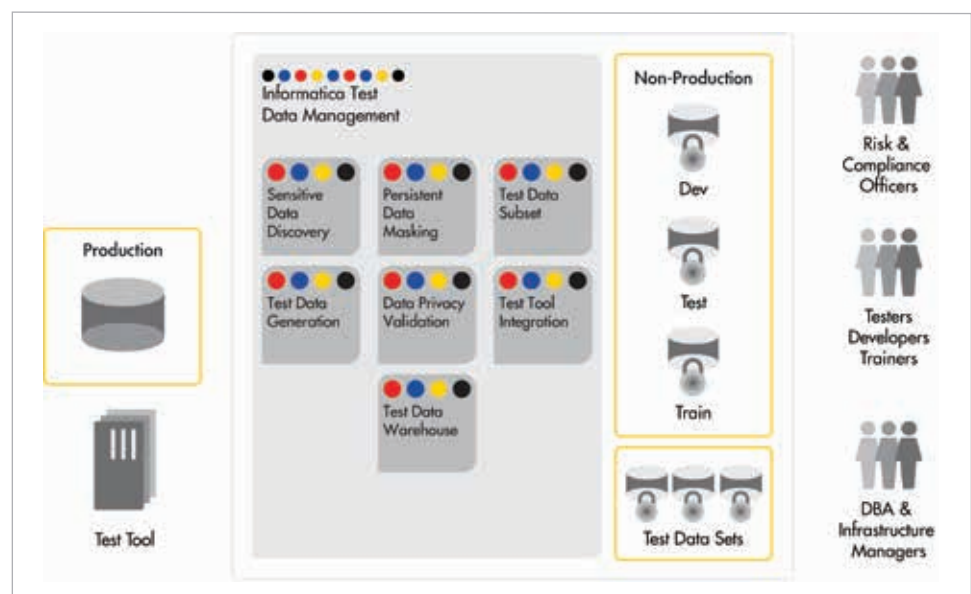 Production
Test Tool
Informatica Test
Data Management
Sensitive
Data
Discovery
Persistent
Data
Masking
Test Data
Subset
Test Data
Generation
Data Privacy
Validation
Test Tool
Integration
Test Data
Warehouse
Non-Production
Dev
Test
Train
Test Data Sets
Risk &
Compliance
Officers
Testers
Developers
Trainers
DBA &
Infrastructure
Managers